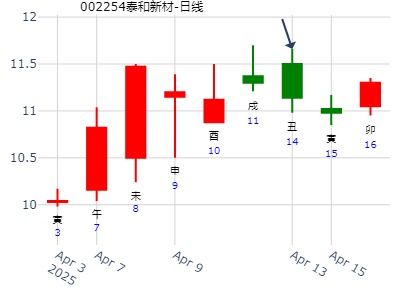 002254泰和新材-日线
12
11.5
11
10.5
10
寅
3
午
7
未
8
申
9
酉
10
戌
11
丑
14
寅
15
卯
16
Apr 3
2025
Apr 7
Apr 9
Apr 13
Apr 15